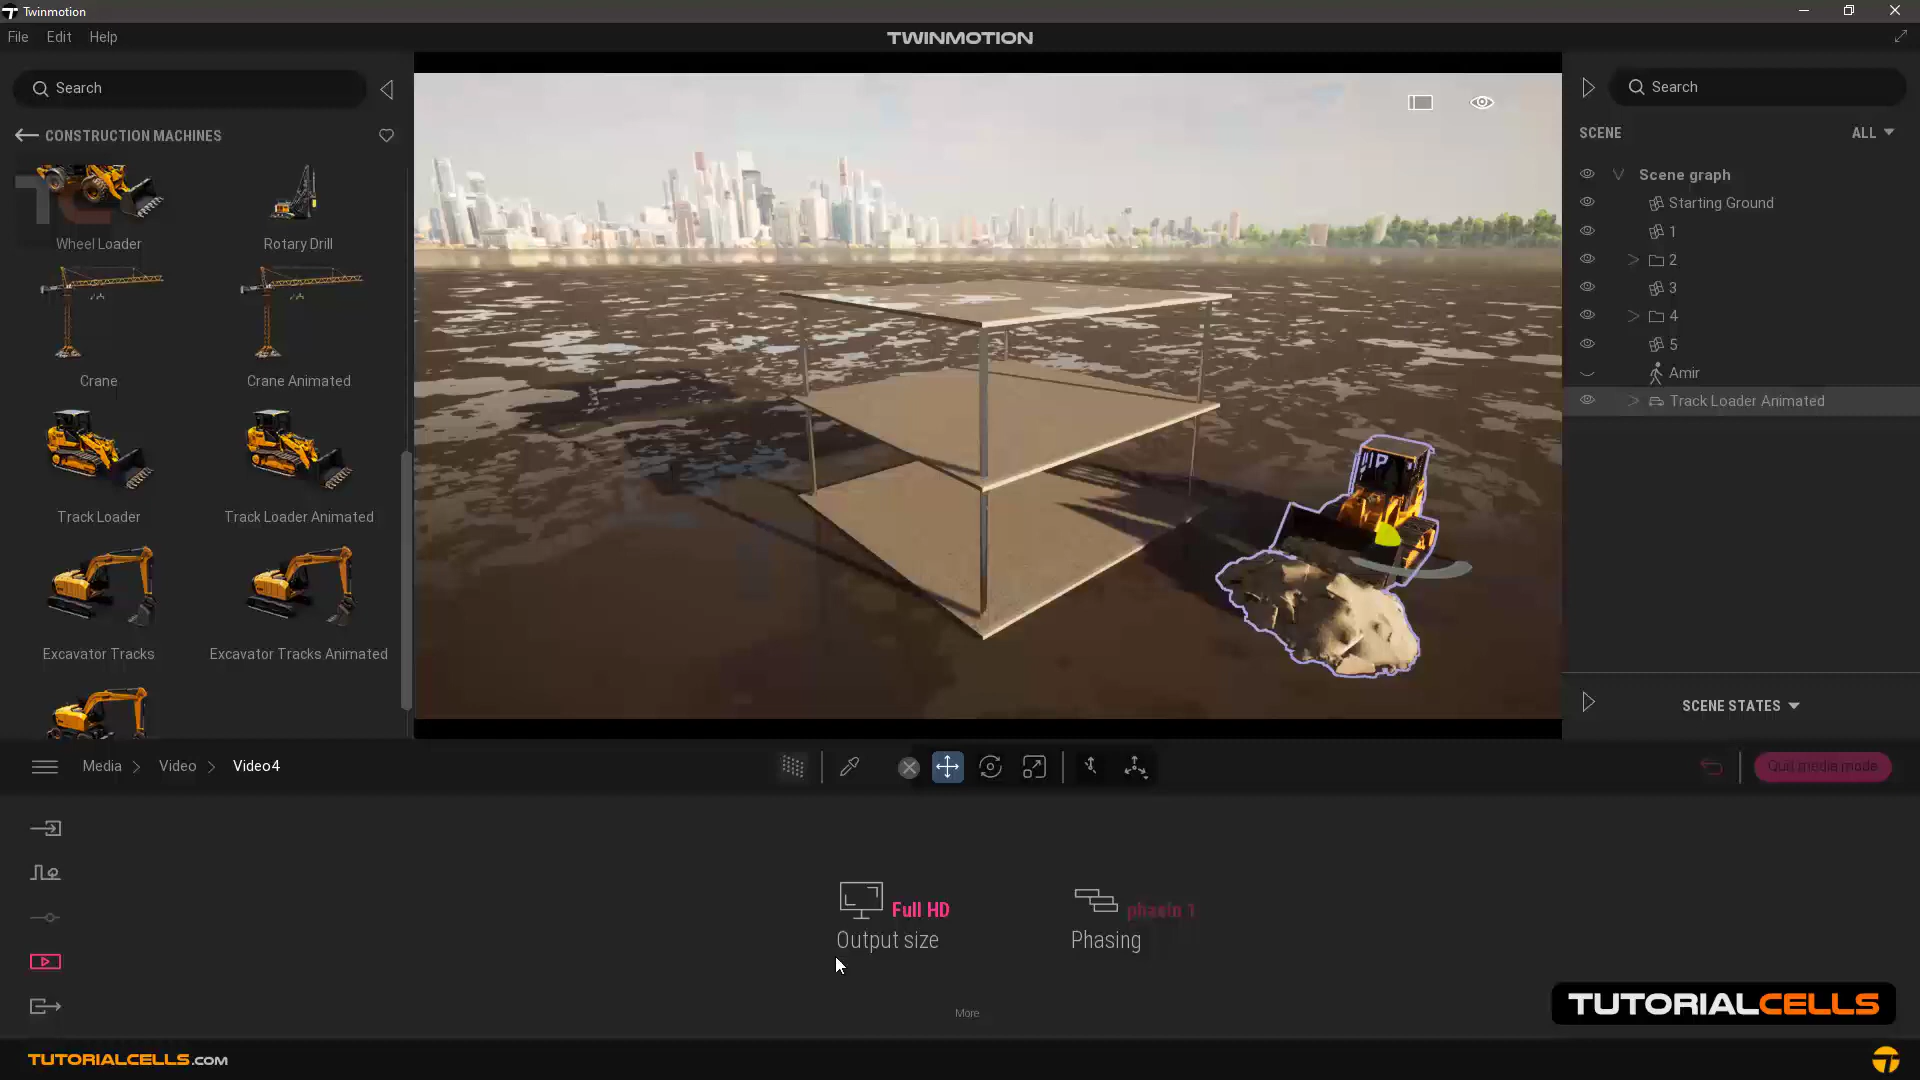 Twinmotion
File Edit Help
TWINMOTION
Search
CONSTRUCTION MACHINES
TC
Wheel Loader
Rotary Drill
Crane
Crane Animated
Track Loader
Track Loader Animated
Excavator Tracks
Excavator Tracks Animated
Search
SCENE
ALL
Scene graph
Starting Ground
1
2
3
4
5
Amir
Track Loader Animated
SCENE STATES
Media Video Video4
Quit media mode
Full HD
Output size
phasin 1
Phasing
More
TUTORIALCELLS
TUTORIALCELLS.COM